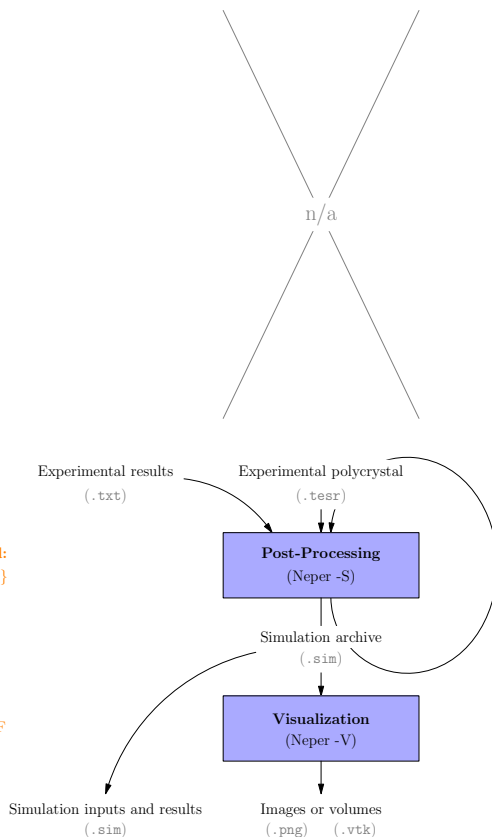 n/a
Experimental results
(.txt)
Experimental polycrystal
(.tesr)
Post-Processing
(Neper -S)
Simulation archive
(.sim)
Visualization
(Neper -V)
Simulation inputs and results
(.sim)
Images or volumes
(.png) (.vtk)